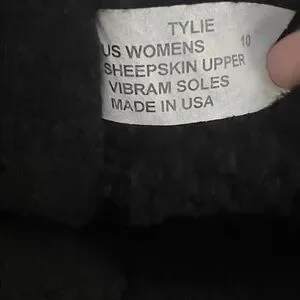 TYLIE
US WOMENS 10
SHEEPSKIN UPPER
VIBRAM SOLES
MADE IN USA